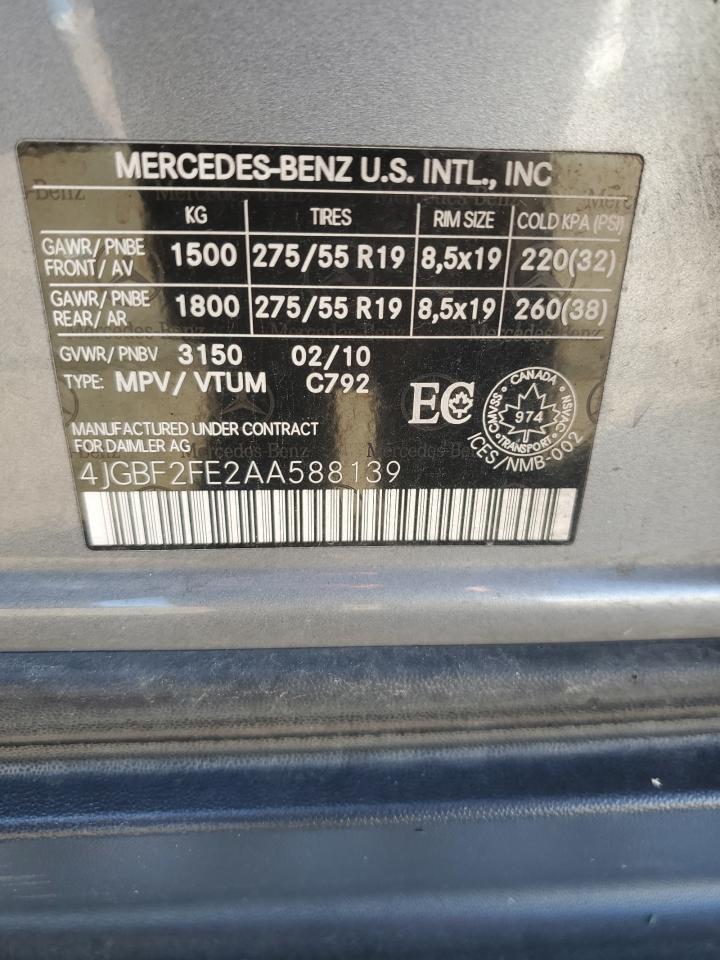 MERCEDES-BENZ U.S. INTL., INC
KG TIRES RIM SIZE COLD KPA (PSI)
GAWR/ PNBE FRONT/ AV 1500 275/55 R19 8,5x19 220(32)
GAWR/ PNBE REAR/ AR 1800 275/55 R19 8,5x19 260(38)
GVWR/ PNBV 3150 02/10
TYPE: MPV/ VTUM C792
EC
CANADA
CMVSS NSVAC
974
TRANSPORT
ICES/NMB-002
MANUFACTURED UNDER CONTRACT
FOR DAIMLER AG
4JGBF2FE2AA588139